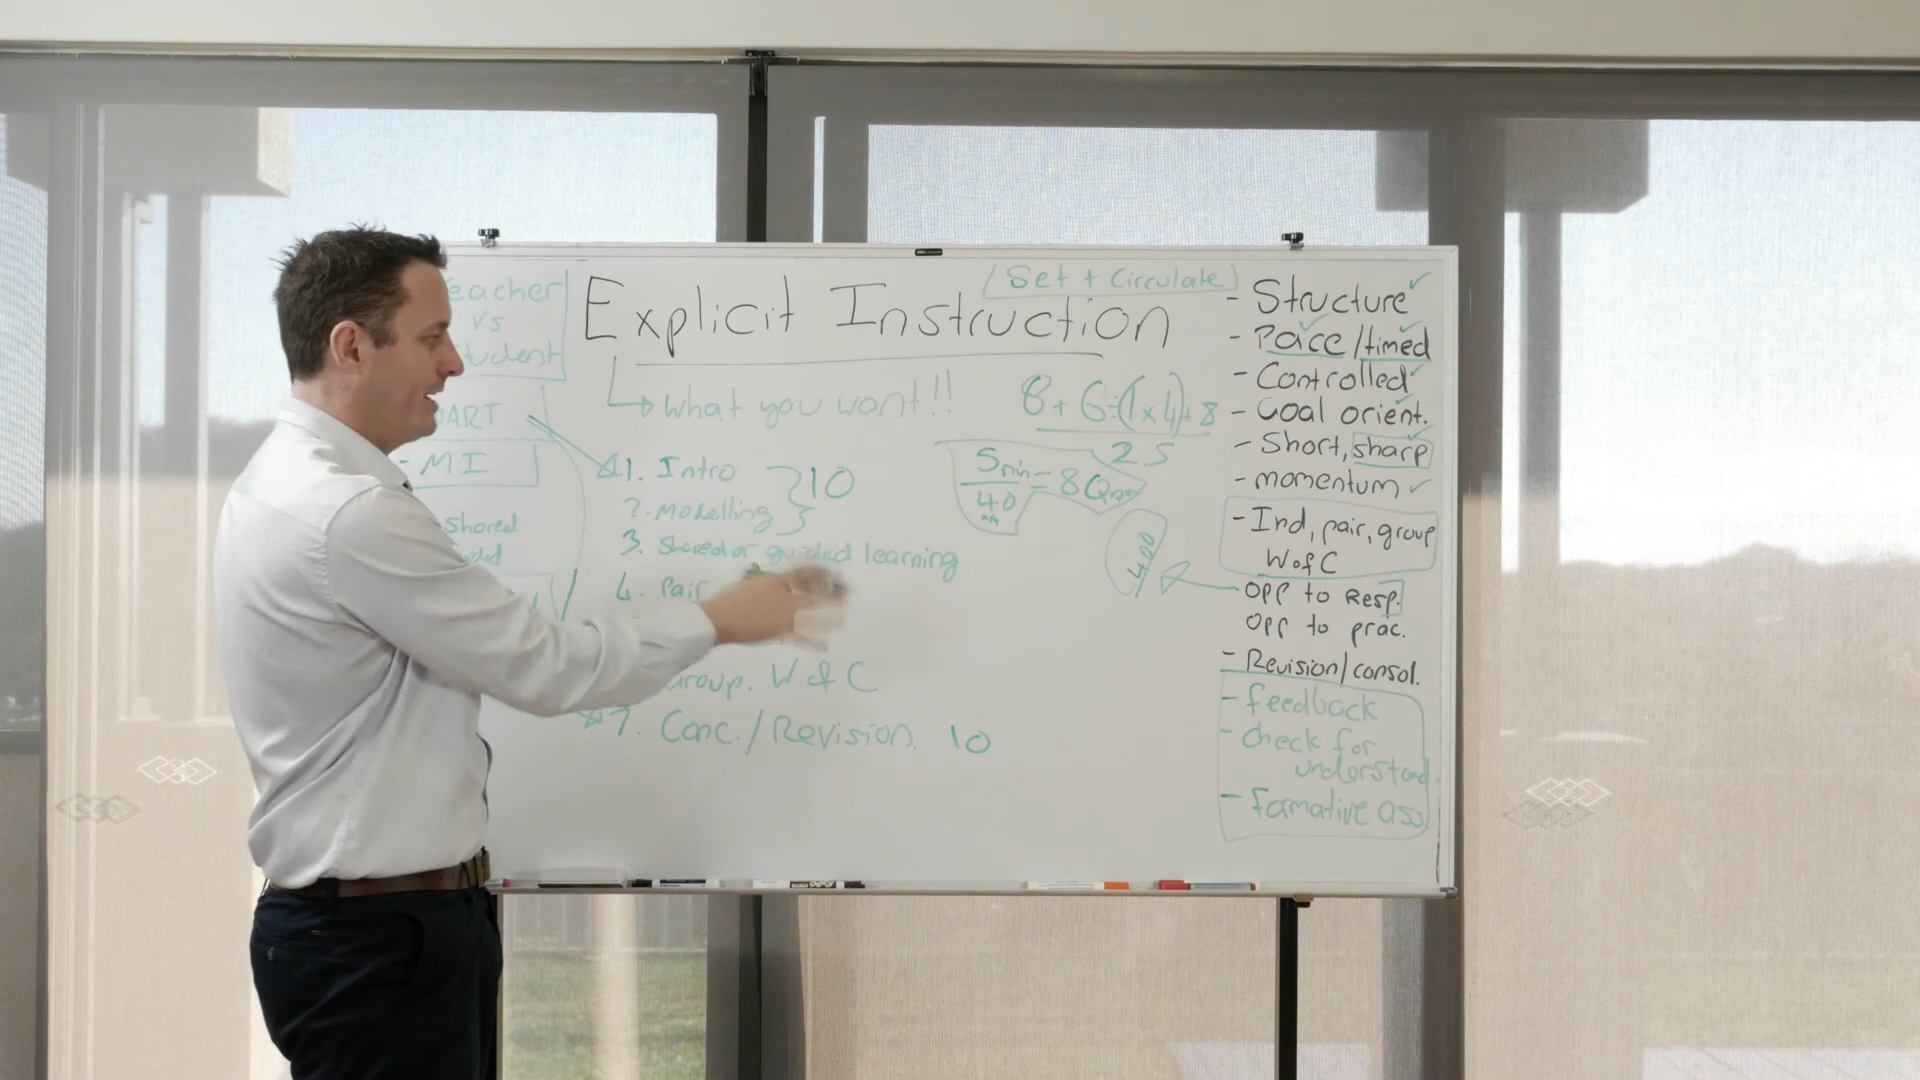 eacher
vs
tudent
DART
- MI
Shared
Explicit Instruction
Set + Circulate
What you want!!
1. Intro
2. Modelling
} 10
3. Shared or guided learning
4. Pair
group. W of C
7. Conc./Revision. 10
8+6÷(1x4)+8
25
5min
40
= 8Q
400
- Structure ✓
- Pace/timed
- Controlled
- Goal orient.
- Short, sharp
- momentum ✓
- Ind, pair, group
W of C
OPP to Resp.
OPP to prac.
- Revision/consol.
- feedback
- Check for
understand.
- Formative ass